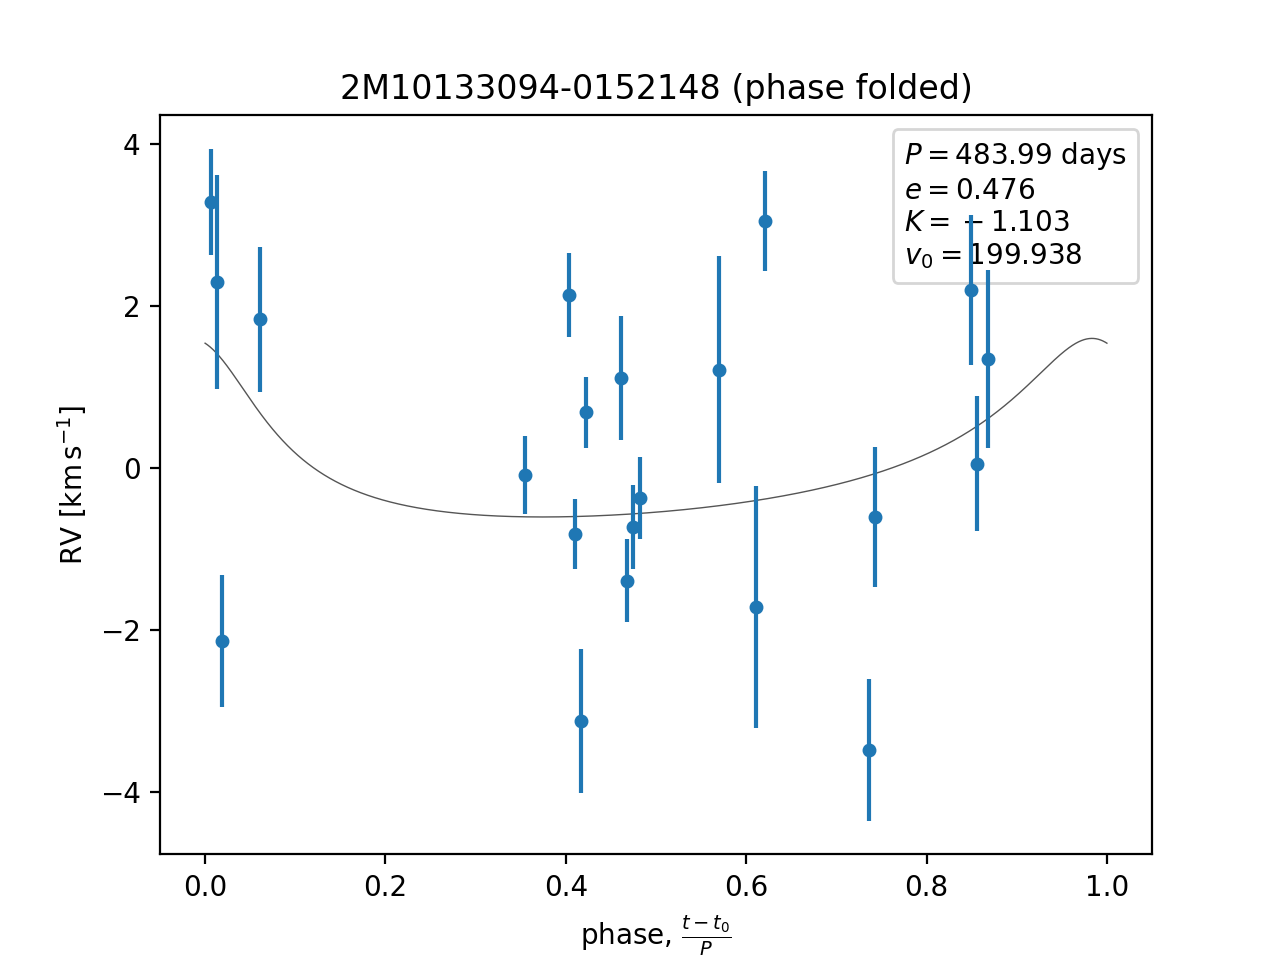 2M10133094-0152148 (phase folded)
P = 483.99 days
e = 0.476
K = −1.103
v₀ = 199.938
RV [km s⁻¹]
4
2
0
−2
−4
0.0 0.2 0.4 0.6 0.8 1.0
phase, (t − t₀)/P